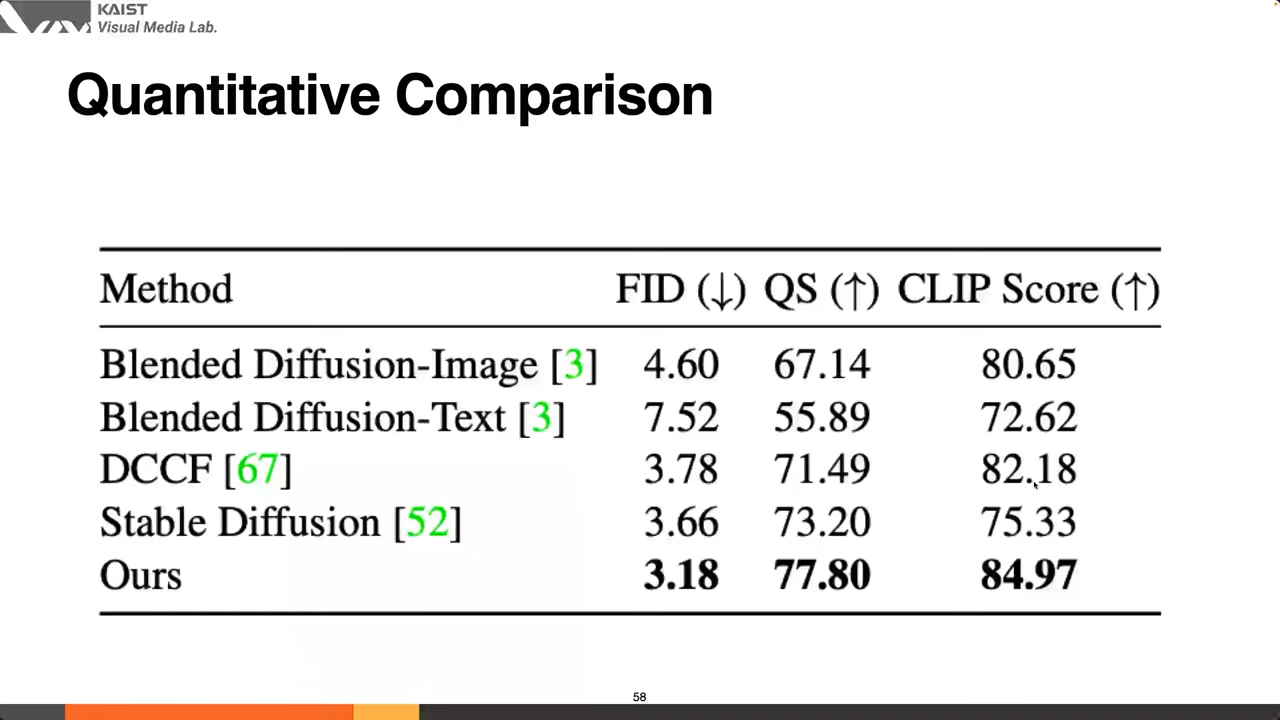 KAIST
Visual Media Lab.
Quantitative Comparison
Method FID (↓) QS (↑) CLIP Score (↑)
Blended Diffusion-Image [3] 4.60 67.14 80.65
Blended Diffusion-Text [3] 7.52 55.89 72.62
DCCF [67] 3.78 71.49 82.18
Stable Diffusion [52] 3.66 73.20 75.33
Ours 3.18 77.80 84.97
58